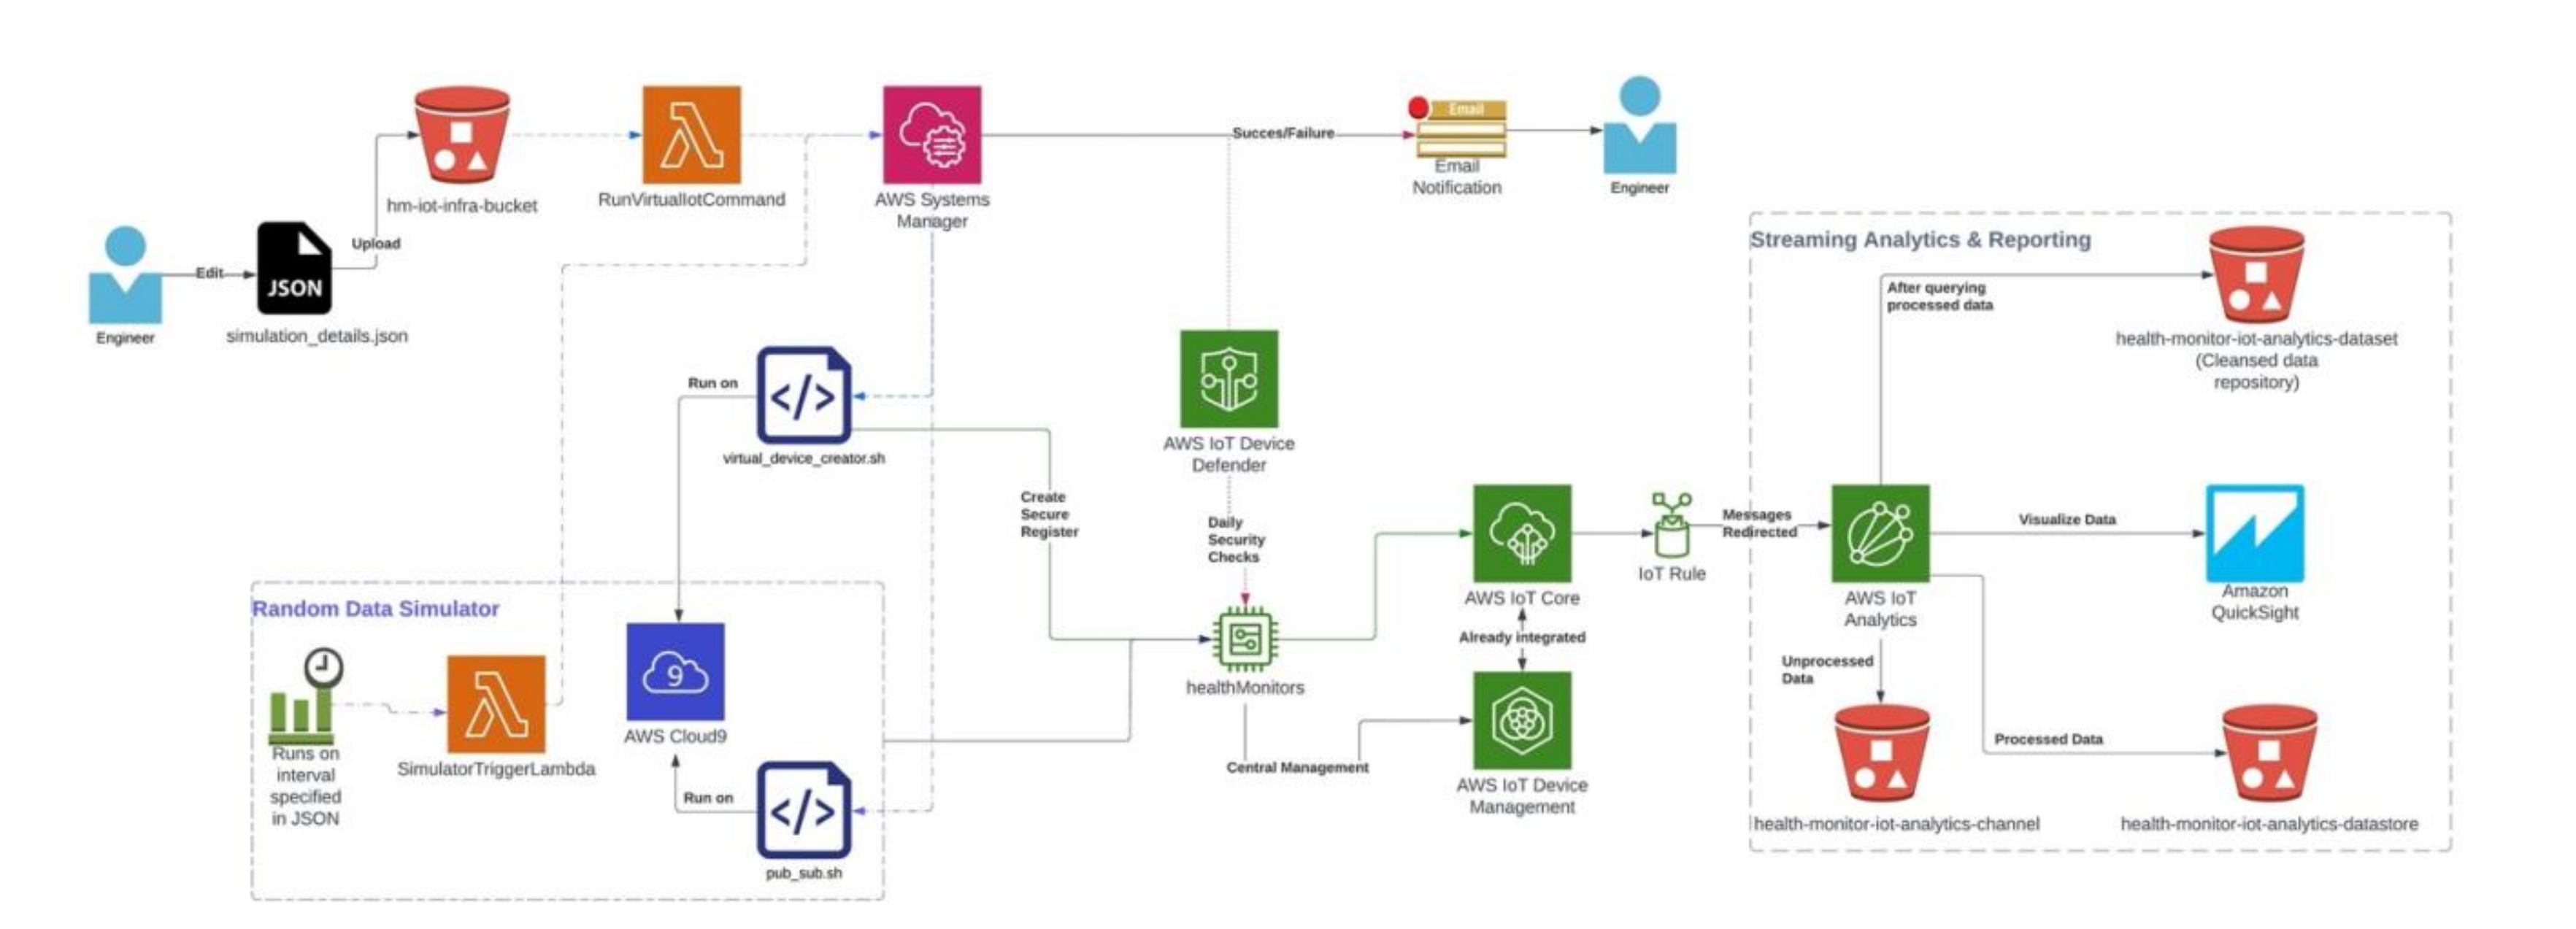 Email
Succes/Failure
Email
Notification
Engineer
hm-iot-infra-bucket
RunVirtualIotCommand
AWS Systems
Manager
Upload
Edit
JSON
Engineer
simulation_details.json
Streaming Analytics & Reporting
After querying
processed data
health-monitor-iot-analytics-dataset
(Cleansed data
repository)
Run on
</>
virtual_device_creator.sh
AWS IoT Device
Defender
Create
Secure
Register
Daily
Security
Checks
AWS IoT Core
IoT Rule
Messages
Redirected
Visualize Data
AWS IoT
Analytics
Amazon
QuickSight
Random Data Simulator
Already integrated
healthMonitors
Unprocessed
Data
9
AWS Cloud9
Runs on
interval
specified
in JSON
SimulatorTriggerLambda
Central Management
AWS IoT Device
Management
Processed Data
Run on
</>
pub_sub.sh
health-monitor-iot-analytics-channel
health-monitor-iot-analytics-datastore